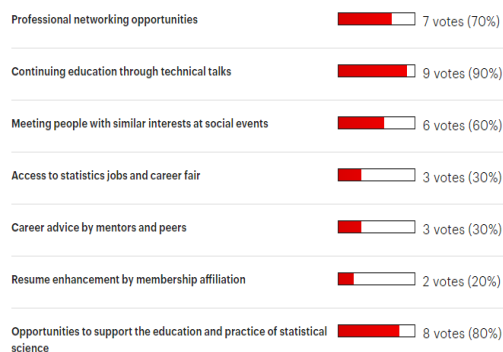 Professional networking opportunities 7 votes (70%)
Continuing education through technical talks 9 votes (90%)
Meeting people with similar interests at social events 6 votes (60%)
Access to statistics jobs and career fair 3 votes (30%)
Career advice by mentors and peers 3 votes (30%)
Resume enhancement by membership affiliation 2 votes (20%)
Opportunities to support the education and practice of statistical 8 votes (80%)
science